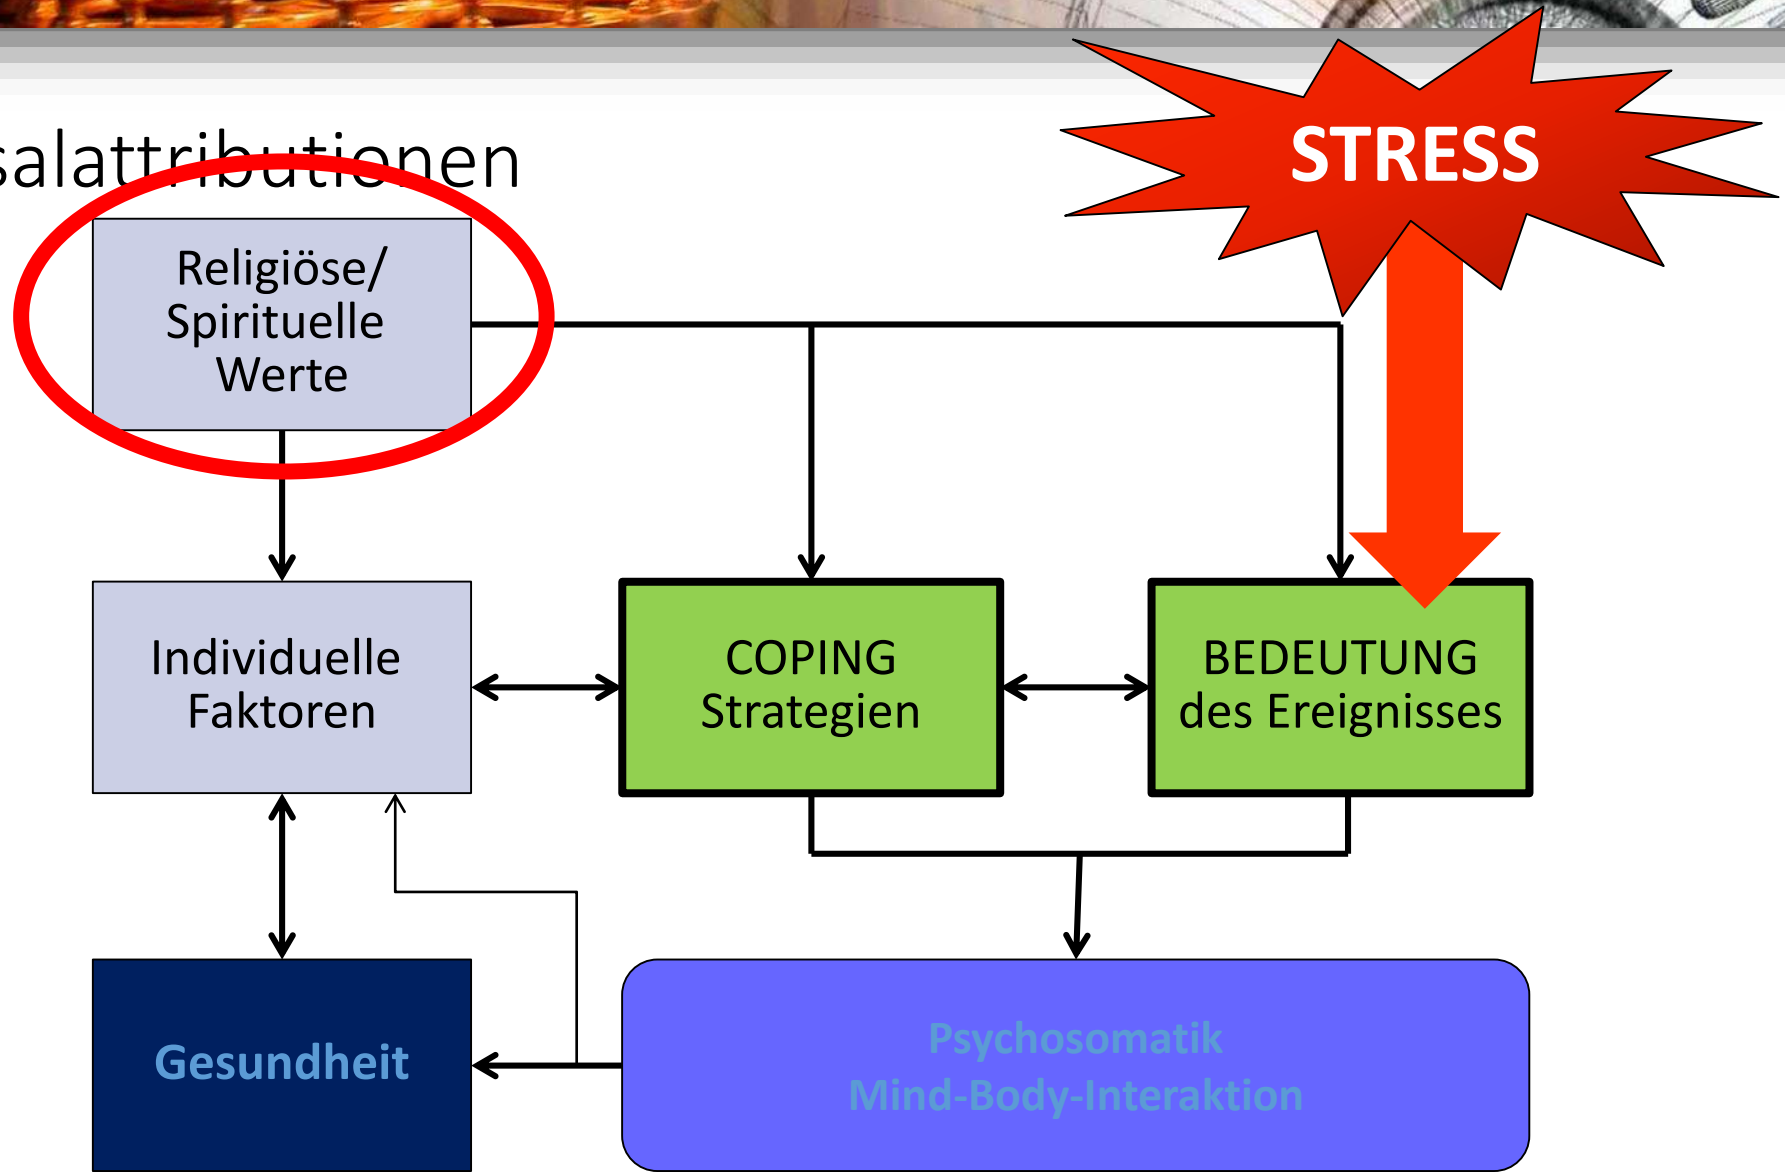 salattributionen
STRESS
Religiöse/
Spirituelle
Werte
Individuelle
Faktoren
COPING
Strategien
BEDEUTUNG
des Ereignisses
Gesundheit
Psychosomatik
Mind-Body-Interaktion